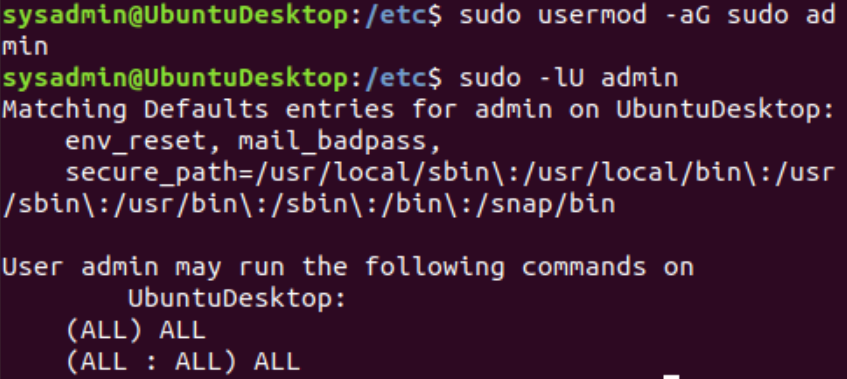 sysadmin@UbuntuDesktop:/etc$ sudo usermod -aG sudo ad
min
sysadmin@UbuntuDesktop:/etc$ sudo -lU admin
Matching Defaults entries for admin on UbuntuDesktop:
    env_reset, mail_badpass,
    secure_path=/usr/local/sbin\:/usr/local/bin\:/usr
/sbin\:/usr/bin\:/sbin\:/bin\:/snap/bin

User admin may run the following commands on
        UbuntuDesktop:
    (ALL) ALL
    (ALL : ALL) ALL